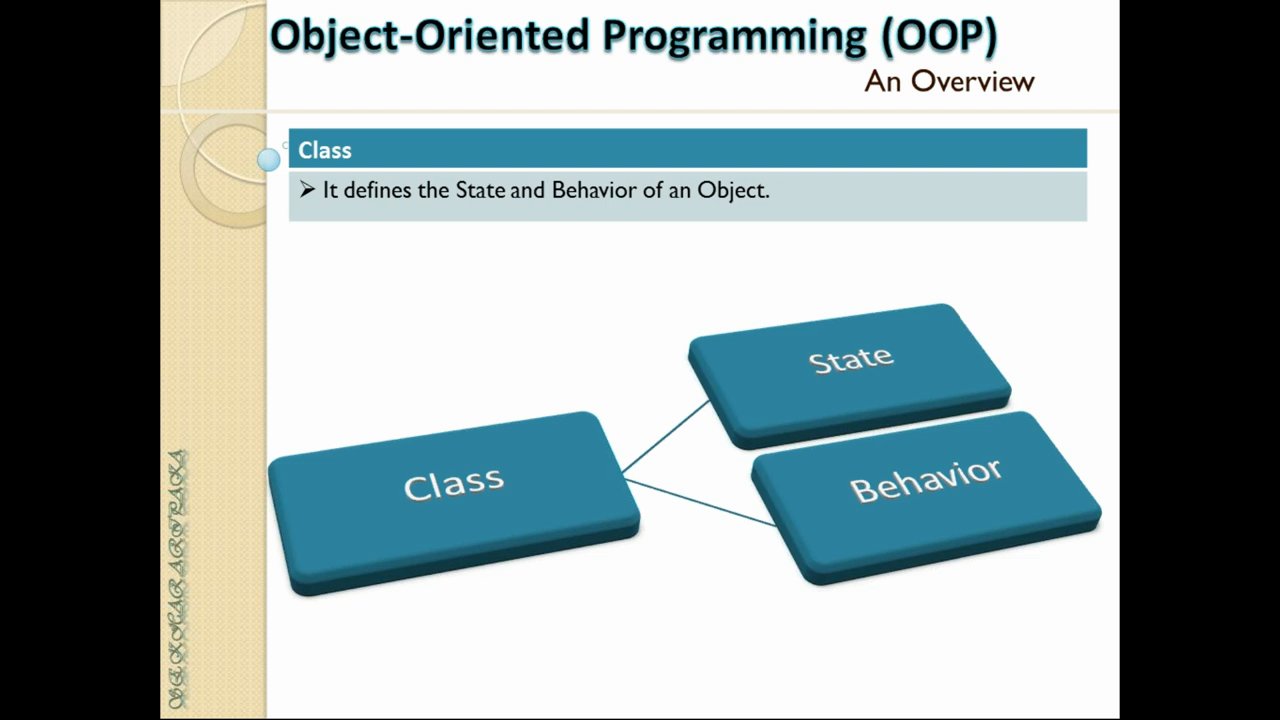 Object-Oriented Programming (OOP)
An Overview
Class
➢ It defines the State and Behavior of an Object.
State
Class
Behavior